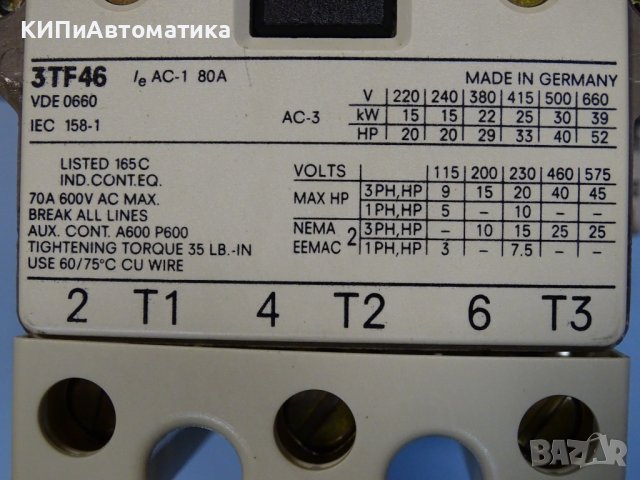 КИПиАвтоматика
3TF46 Ie AC-1 80A MADE IN GERMANY
VDE 0660
IEC 158-1
AC-3
V 220 240 380 415 500 660
kW 15 15 22 25 30 39
HP 20 20 29 33 40 52
LISTED 165C
IND.CONT.EQ.
70A 600V AC MAX.
BREAK ALL LINES
AUX. CONT. A600 P600
TIGHTENING TORQUE 35 LB.-IN
USE 60/75°C CU WIRE
VOLTS 115 200 230 460 575
MAX HP 3PH,HP 9 15 20 40 45
1PH,HP 5 – 10 –
NEMA 2 3PH,HP – 10 15 25 25
EEMAC 1PH,HP 3 – 7.5 –
2 T1 4 T2 6 T3
BAZAR